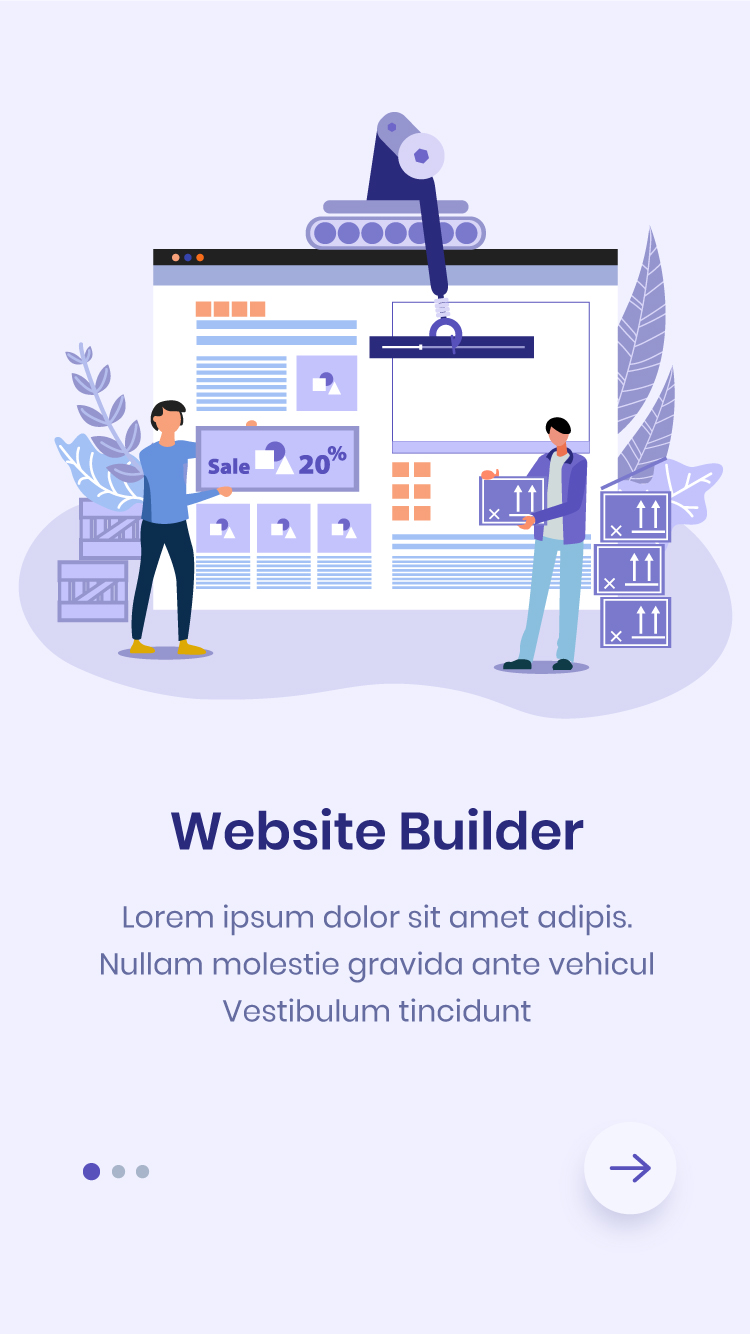 Sale 20%
Website Builder
Lorem ipsum dolor sit amet adipis.
Nullam molestie gravida ante vehicul
Vestibulum tincidunt